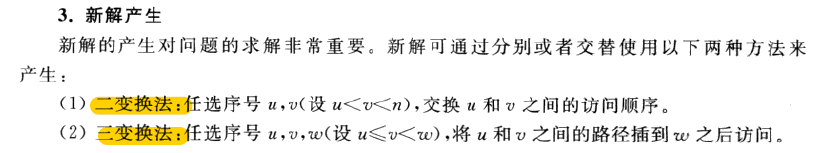 3. 新解产生
新解的产生对问题的求解非常重要。新解可通过分别或者交替使用以下两种方法来
产生：
(1) 二变换法:任选序号 u,v(设 u<v<n),交换 u 和 v 之间的访问顺序。
(2) 三变换法:任选序号 u,v,w(设 u≤v<w),将 u 和 v 之间的路径插到 w 之后访问。